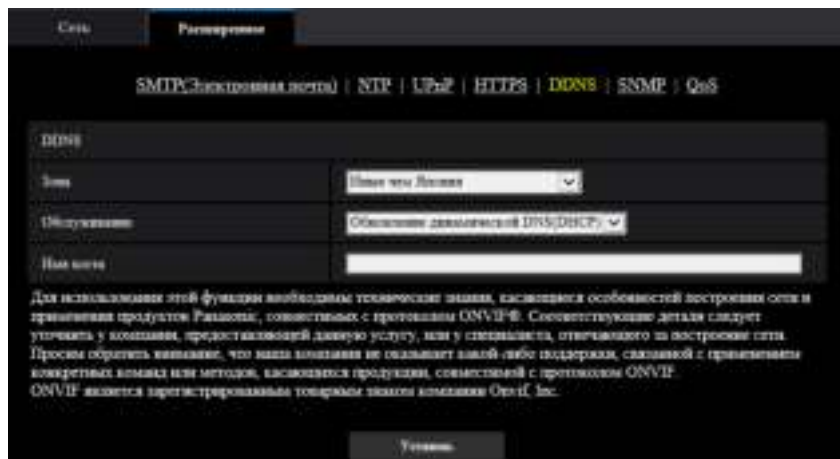 Сеть Расширенное
SMTP(Электронная почта) | NTP | UPnP | HTTPS | DDNS | SNMP | QoS
DDNS
Зона Иные чем Япония
Обслуживание Обновление динамической DNS(DHCP)
Имя хоста
Для использования этой функции необходимы технические знания, касающиеся особенностей построения сети и
применения продуктов Panasonic, совместимых с протоколом ONVIF®. Соответствующие детали следует
уточнить у компании, предоставляющей данную услугу, или у специалиста, отвечающего за построение сети.
Просим обратить внимание, что наша компания не оказывает какой-либо поддержки, связанной с применением
конкретных команд или методов, касающихся продукции, совместимой с протоколом ONVIF.
ONVIF является зарегистрированным товарным знаком компании Onvif, Inc.
Установ.